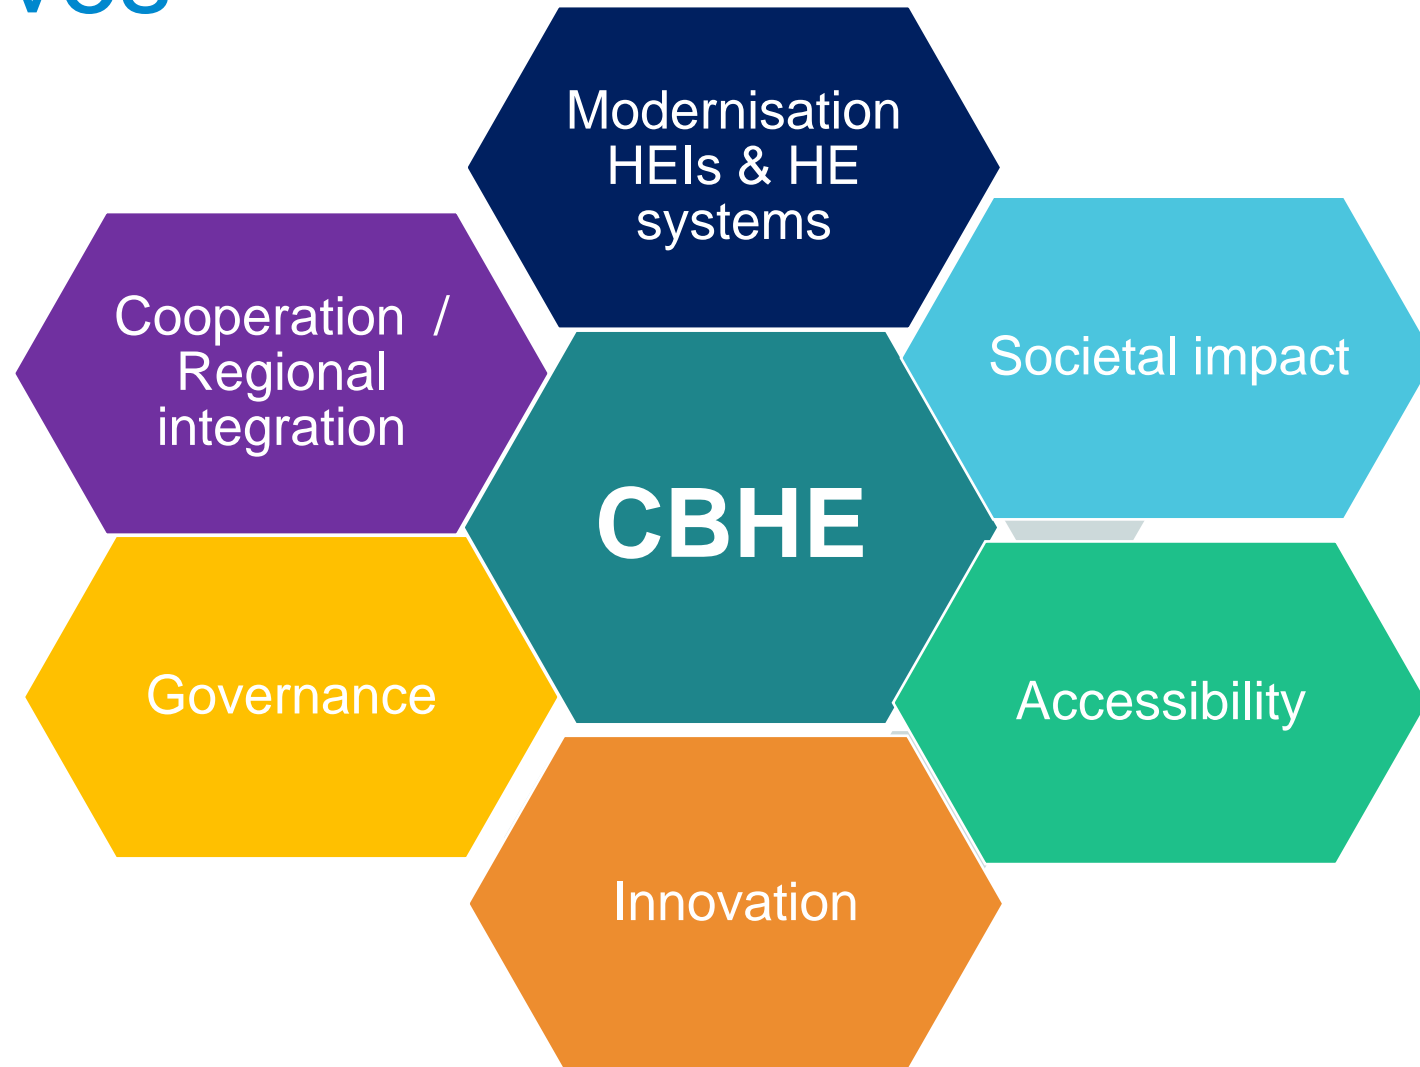 Modernisation
HEIs & HE
systems
Cooperation /
Regional
integration
Societal impact
CBHE
Governance
Accessibility
Innovation